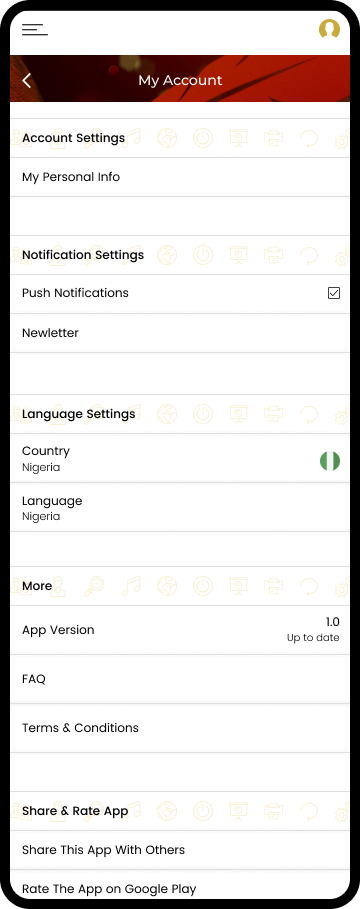 My Account
Account Settings
My Personal Info
Notification Settings
Push Notifications
Newletter
Language Settings
Country
Nigeria
Language
Nigeria
More
App Version
1.0
Up to date
FAQ
Terms & Conditions
Share & Rate App
Share This App With Others
Rate The App on Google Play